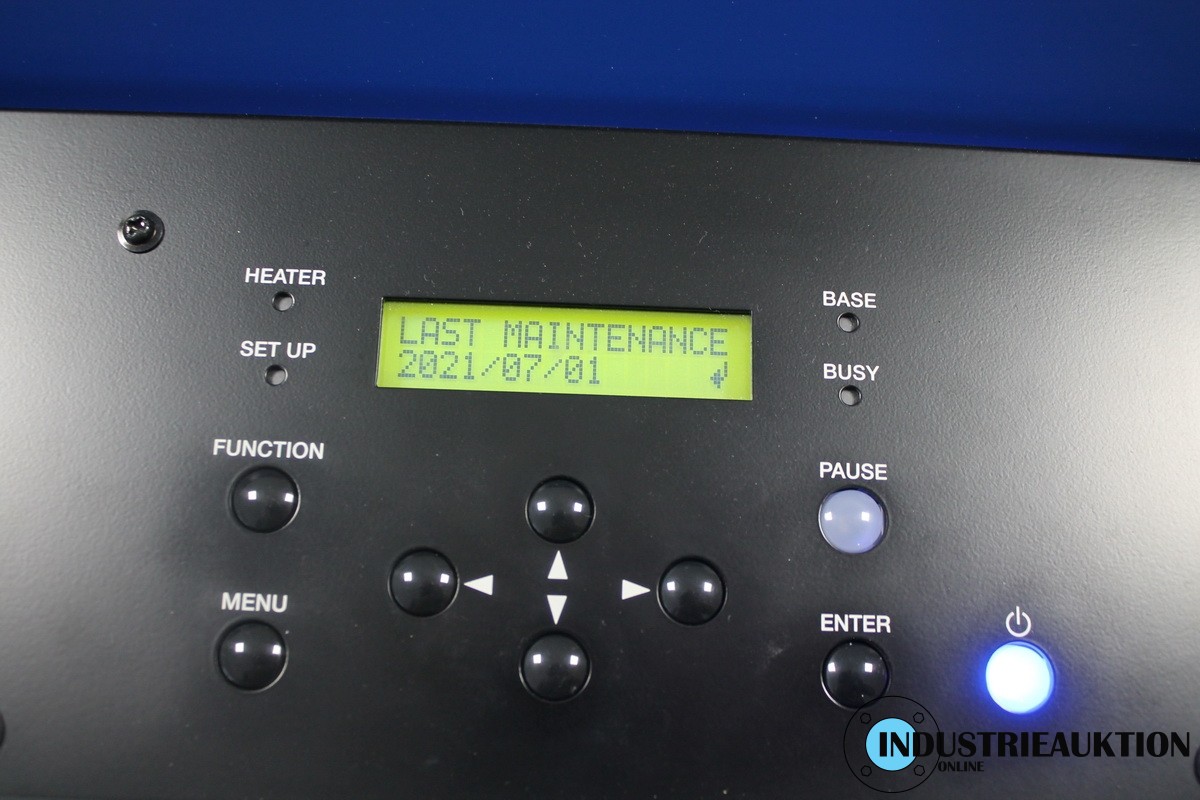 HEATER
BASE
LAST MAINTENANCE
SET UP
2021/07/01
BUSY
FUNCTION
PAUSE
MENU
ENTER
INDUSTRIEAUKTION
ONLINE